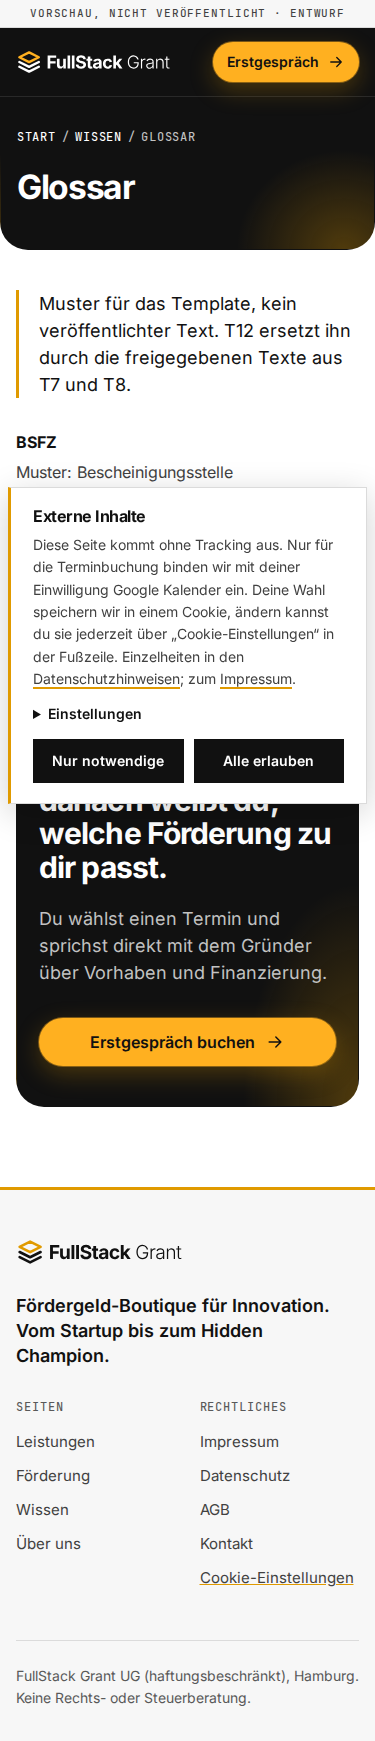 VORSCHAU, NICHT VERÖFFENTLICHT · ENTWURF
FullStack Grant
Erstgespräch →
START / WISSEN / GLOSSAR
Glossar
Muster für das Template, kein
veröffentlichter Text. T12 ersetzt ihn
durch die freigegebenen Texte aus
T7 und T8.
BSFZ
Muster: Bescheinigungsstelle
Externe Inhalte
Diese Seite kommt ohne Tracking aus. Nur für
die Terminbuchung binden wir mit deiner
Einwilligung Google Kalender ein. Deine Wahl
speichern wir in einem Cookie, ändern kannst
du sie jederzeit über „Cookie-Einstellungen“ in
der Fußzeile. Einzelheiten in den
Datenschutzhinweisen; zum Impressum.
Einstellungen
Nur notwendige
Alle erlauben
danach weißt du,
welche Förderung zu
dir passt.
Du wählst einen Termin und
sprichst direkt mit dem Gründer
über Vorhaben und Finanzierung.
Erstgespräch buchen →
FullStack Grant
Fördergeld-Boutique für Innovation.
Vom Startup bis zum Hidden
Champion.
SEITEN
Leistungen
Förderung
Wissen
Über uns
RECHTLICHES
Impressum
Datenschutz
AGB
Kontakt
Cookie-Einstellungen
FullStack Grant UG (haftungsbeschränkt), Hamburg.
Keine Rechts- oder Steuerberatung.